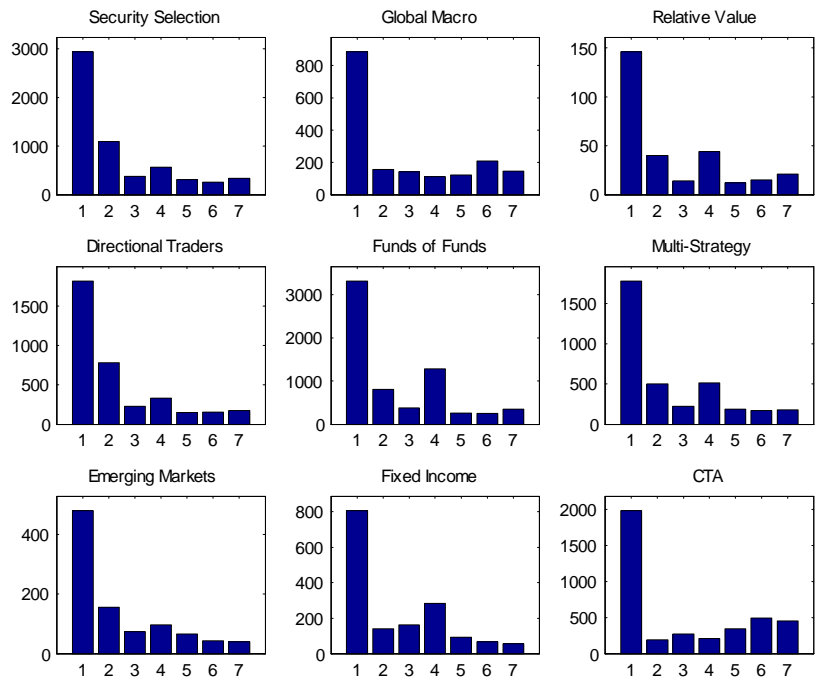 Security Selection
3000
2000
1000
0
1 2 3 4 5 6 7
Global Macro
800
600
400
200
0
1 2 3 4 5 6 7
Relative Value
150
100
50
0
1 2 3 4 5 6 7
Directional Traders
1500
1000
500
0
1 2 3 4 5 6 7
Funds of Funds
3000
2000
1000
0
1 2 3 4 5 6 7
Multi-Strategy
1500
1000
500
0
1 2 3 4 5 6 7
Emerging Markets
400
200
0
1 2 3 4 5 6 7
Fixed Income
800
600
400
200
0
1 2 3 4 5 6 7
CTA
2000
1500
1000
500
0
1 2 3 4 5 6 7